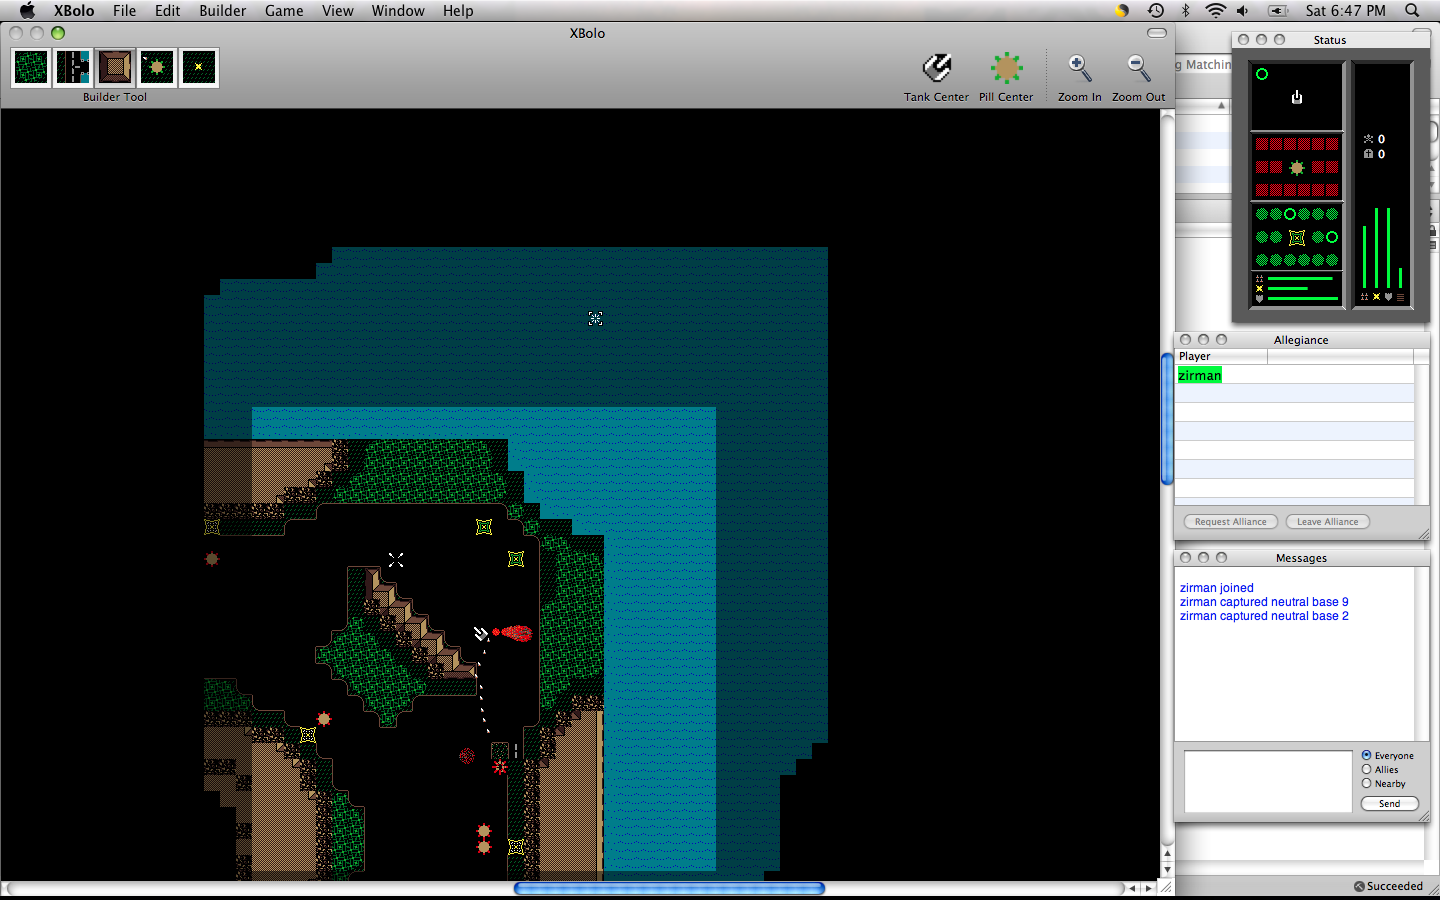 XBolo File Edit Builder Game View Window Help Sat 6:47 PM
XBolo
Builder Tool
Tank Center Pill Center Zoom In Zoom Out
g Matchin
Status
0
0
Allegiance
Player
zirman
Request Alliance Leave Alliance
Messages
zirman joined
zirman captured neutral base 9
zirman captured neutral base 2
Everyone
Allies
Nearby
Send
Succeeded